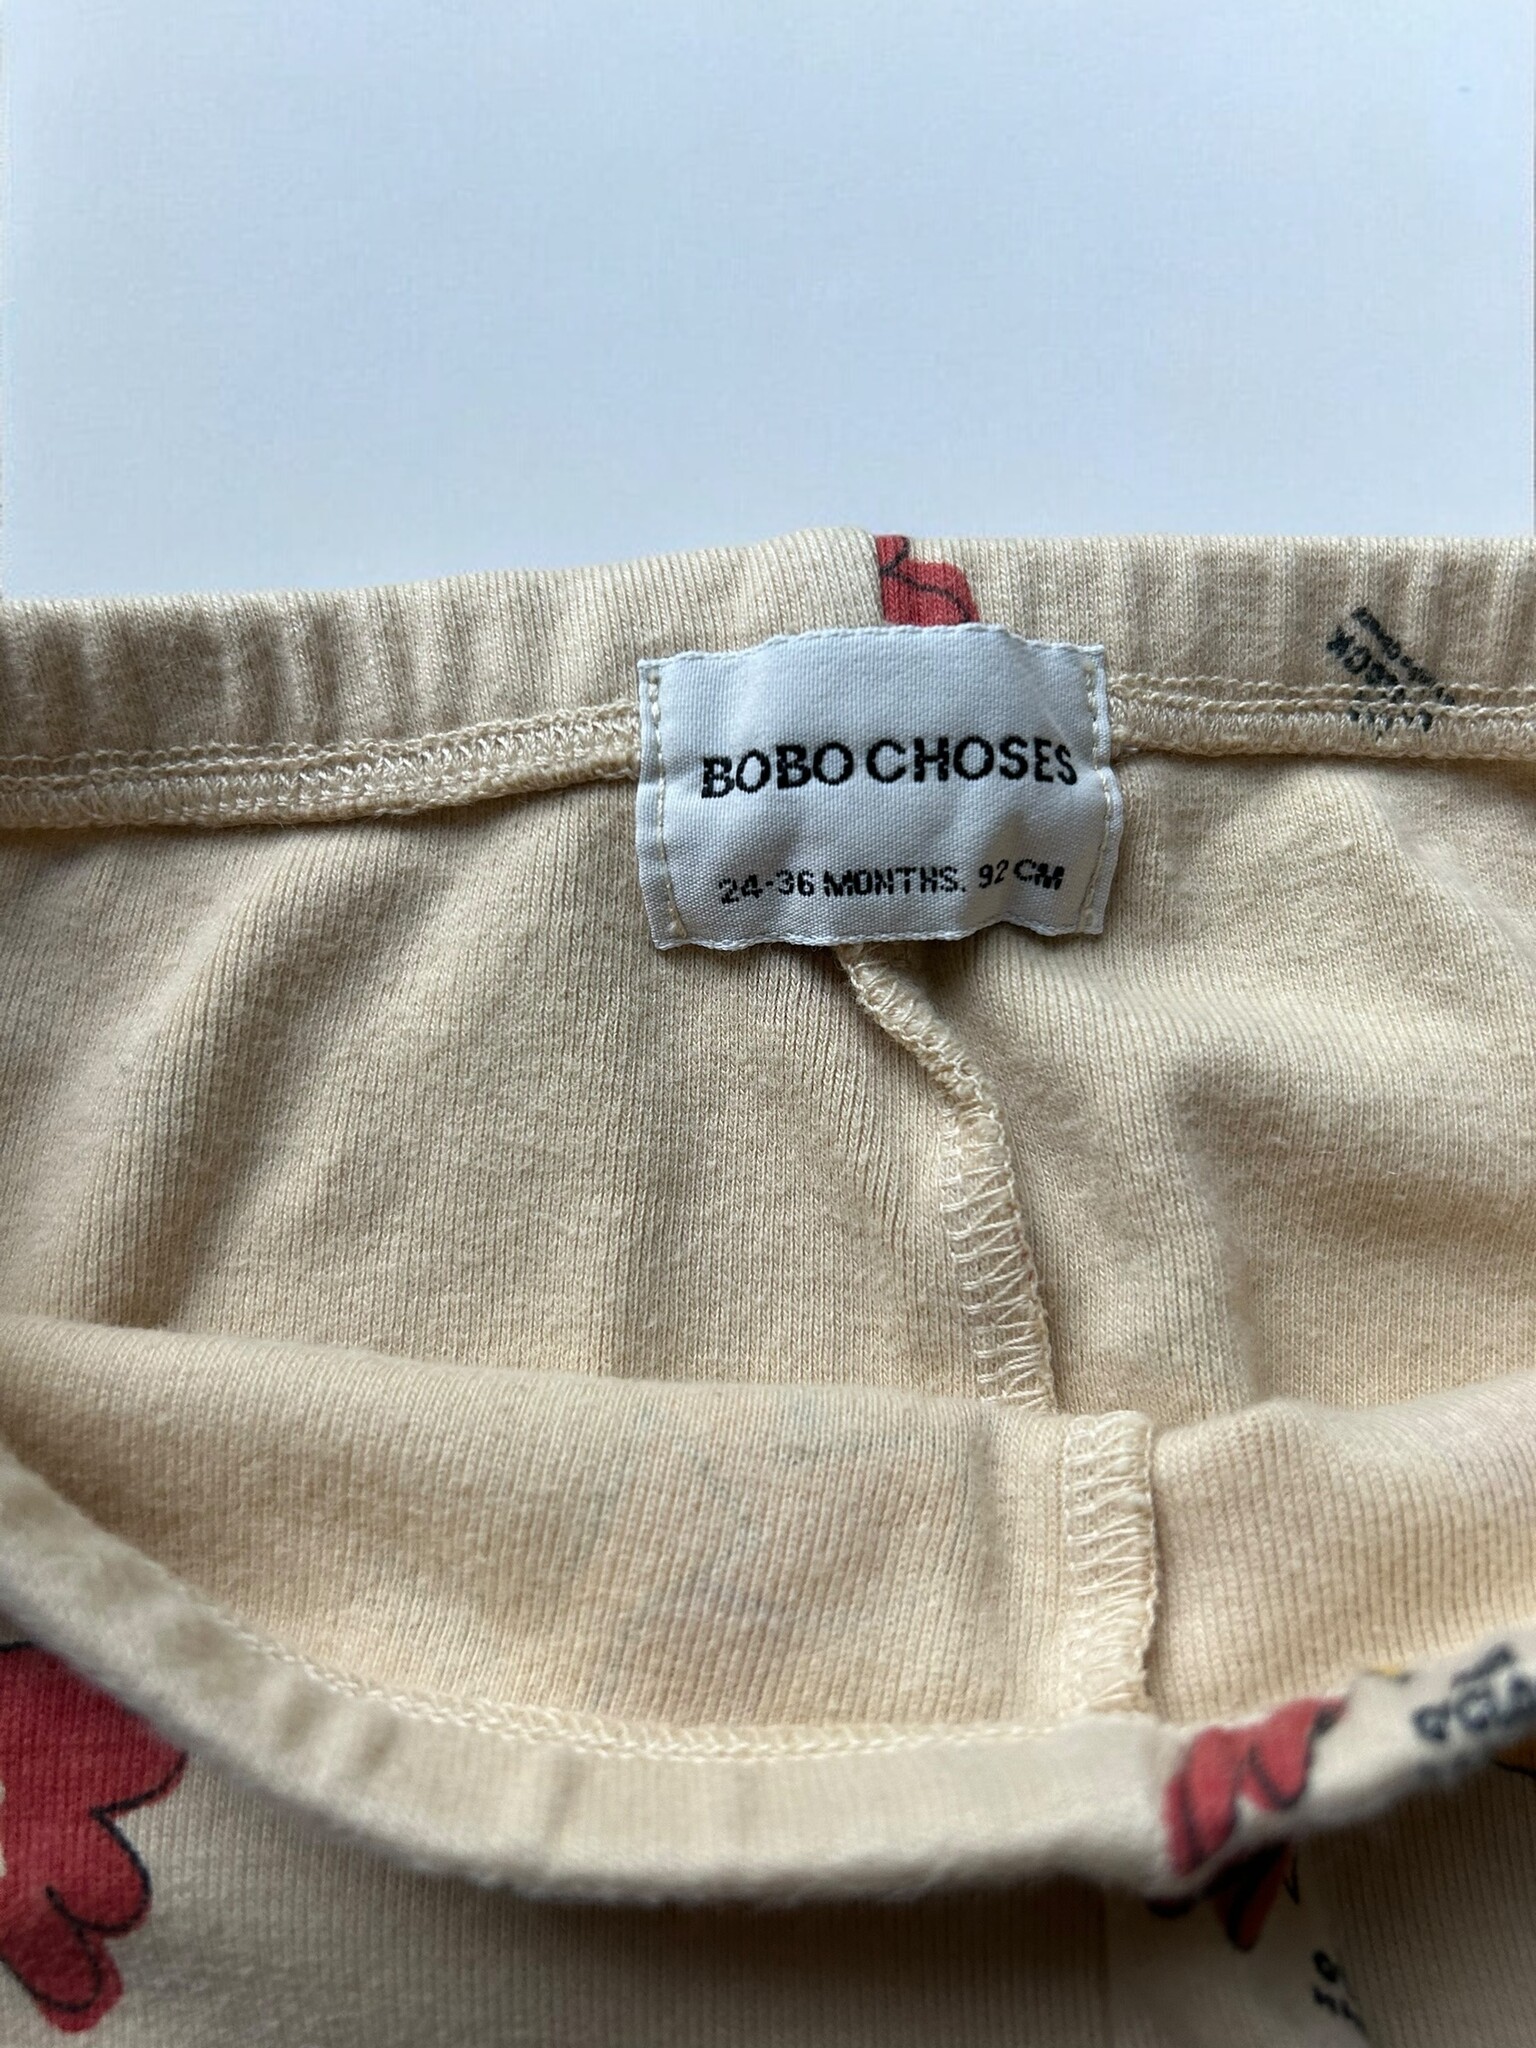 BOBO CHOSES
24-36 MONTHS. 92 CM